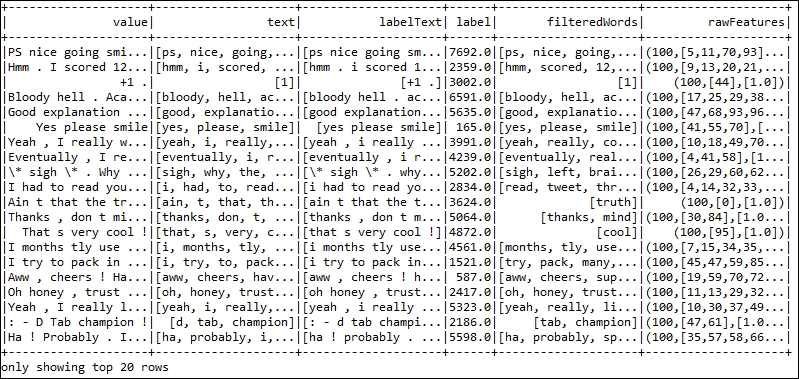 +--------------------+--------------------+--------------------+------+--------------------+--------------------+
|               value|                text|           labelText| label|       filteredWords|         rawFeatures|
+--------------------+--------------------+--------------------+------+--------------------+--------------------+
|PS nice going smi...|[ps, nice, going,...|[ps nice going sm...|7692.0|[ps, nice, going,...|(100,[5,11,70,93]...|
|Hmm . I scored 12...|[hmm, i, scored, ...|[hmm . i scored 1...|2359.0|[hmm, scored, 12,...|(100,[9,13,20,21,...|
|                +1 .|                 [1]|              [+1 .]|3002.0|                 [1]|    (100,[44],[1.0])|
|Bloody hell . Aca...|[bloody, hell, ac...|[bloody hell . ac...|6591.0|[bloody, hell, ac...|(100,[17,25,29,38...|
|Good explanation ...|[good, explanatio...|[good explanation...|5635.0|[good, explanatio...|(100,[47,68,93,96...|
|    Yes please smile|[yes, please, smile]|  [yes please smile]| 165.0|[yes, please, smile]|(100,[41,55,70],[...|
|Yeah , I really w...|[yeah, i, really,...|[yeah , i really ...|3991.0|[yeah, really, co...|(100,[10,18,49,70...|
|Eventually , I re...|[eventually, i, r...|[eventually , i r...|4239.0|[eventually, real...|(100,[4,41,58],[1...|
|\* sigh \* . Why ...|[sigh, why, the, ...|[\* sigh \* . why...|5202.0|[sigh, left, brai...|(100,[26,29,60,62...|
|I had to read you...|[i, had, to, read...|[i had to read yo...|2834.0|[read, tweet, thr...|(100,[4,14,32,33,...|
|Ain t that the tr...|[ain, t, that, th...|[ain t that the t...|3624.0|             [truth]|     (100,[0],[1.0])|
|Thanks , don t mi...|[thanks, don, t, ...|[thanks , don t m...|5064.0|      [thanks, mind]|(100,[30,84],[1.0...|
|  That s very cool !|[that, s, very, c...|[that s very cool !]|4872.0|              [cool]|    (100,[95],[1.0])|
|I months tly use ...|[i, months, tly, ...|[i months tly use...|4561.0|[months, tly, use...|(100,[7,15,34,35,...|
|I try to pack in ...|[i, try, to, pack...|[i try to pack in...|1521.0|[try, pack, many,...|(100,[45,47,59,85...|
|Aww , cheers ! Ha...|[aww, cheers, hav...|[aww , cheers ! h...| 587.0|[aww, cheers, sup...|(100,[19,59,70,72...|
|Oh honey , trust ...|[oh, honey, trust...|[oh honey , trust...|2417.0|[oh, honey, trust...|(100,[11,13,29,32...|
|Yeah , I really l...|[yeah, i, really,...|[yeah , i really ...|5323.0|[yeah, really, li...|(100,[10,30,37,49...|
|: - D Tab champion !|  [d, tab, champion]|[: - d tab champi...|2186.0|     [tab, champion]|(100,[47,61],[1.0...|
|Ha ! Probably . I...|[ha, probably, i,...|[ha ! probably . ...|5598.0|[ha, probably, sp...|(100,[35,57,58,66...|
+--------------------+--------------------+--------------------+------+--------------------+--------------------+
only showing top 20 rows